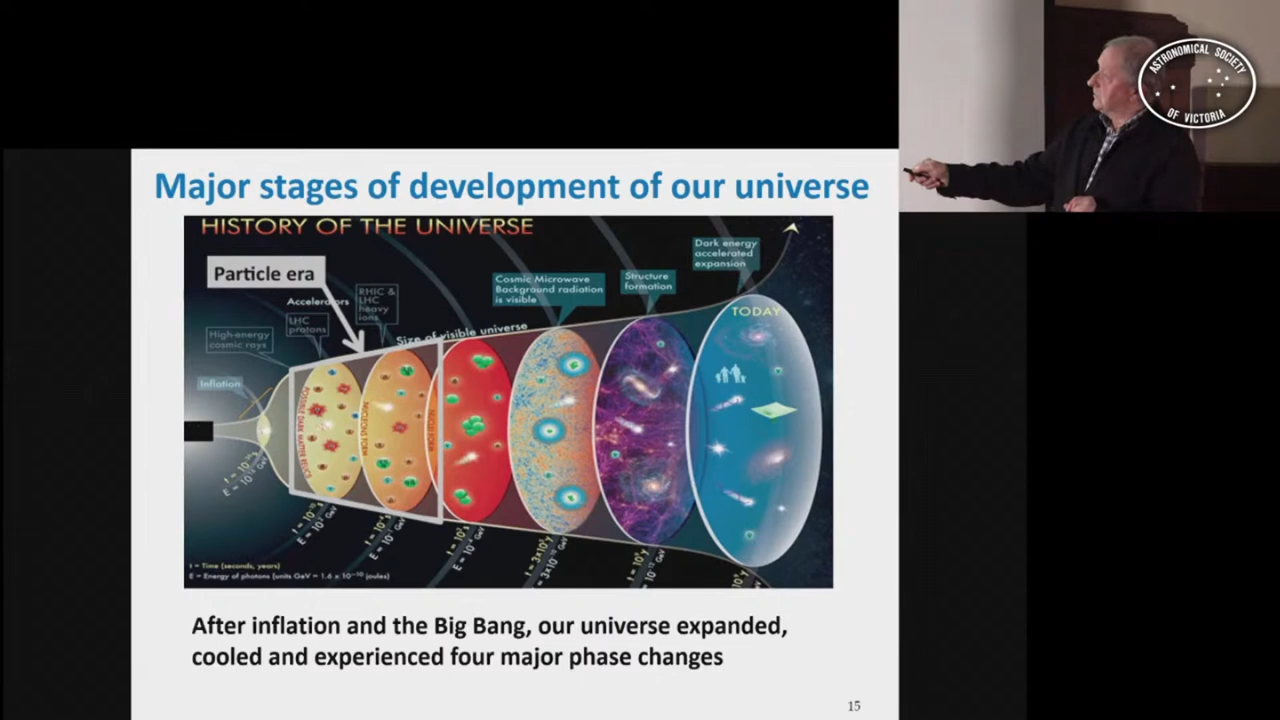 ASTRONOMICAL SOCIETY
OF VICTORIA
Major stages of development of our universe
HISTORY OF THE UNIVERSE
Particle era
Accelerators
RHIC &
LHC
heavy
ions
LHC
protons
High-energy
cosmic rays
Inflation
Size of visible universe
Cosmic Microwave
Background radiation
is visible
Structure
formation
Dark energy
accelerated
expansion
TODAY
POSSIBLE DARK MATTER RELICS
t = Time (seconds, years)
E = Energy of photons (units GeV = 1.6 x 10⁻¹⁰ joules)
After inflation and the Big Bang, our universe expanded,
cooled and experienced four major phase changes
15